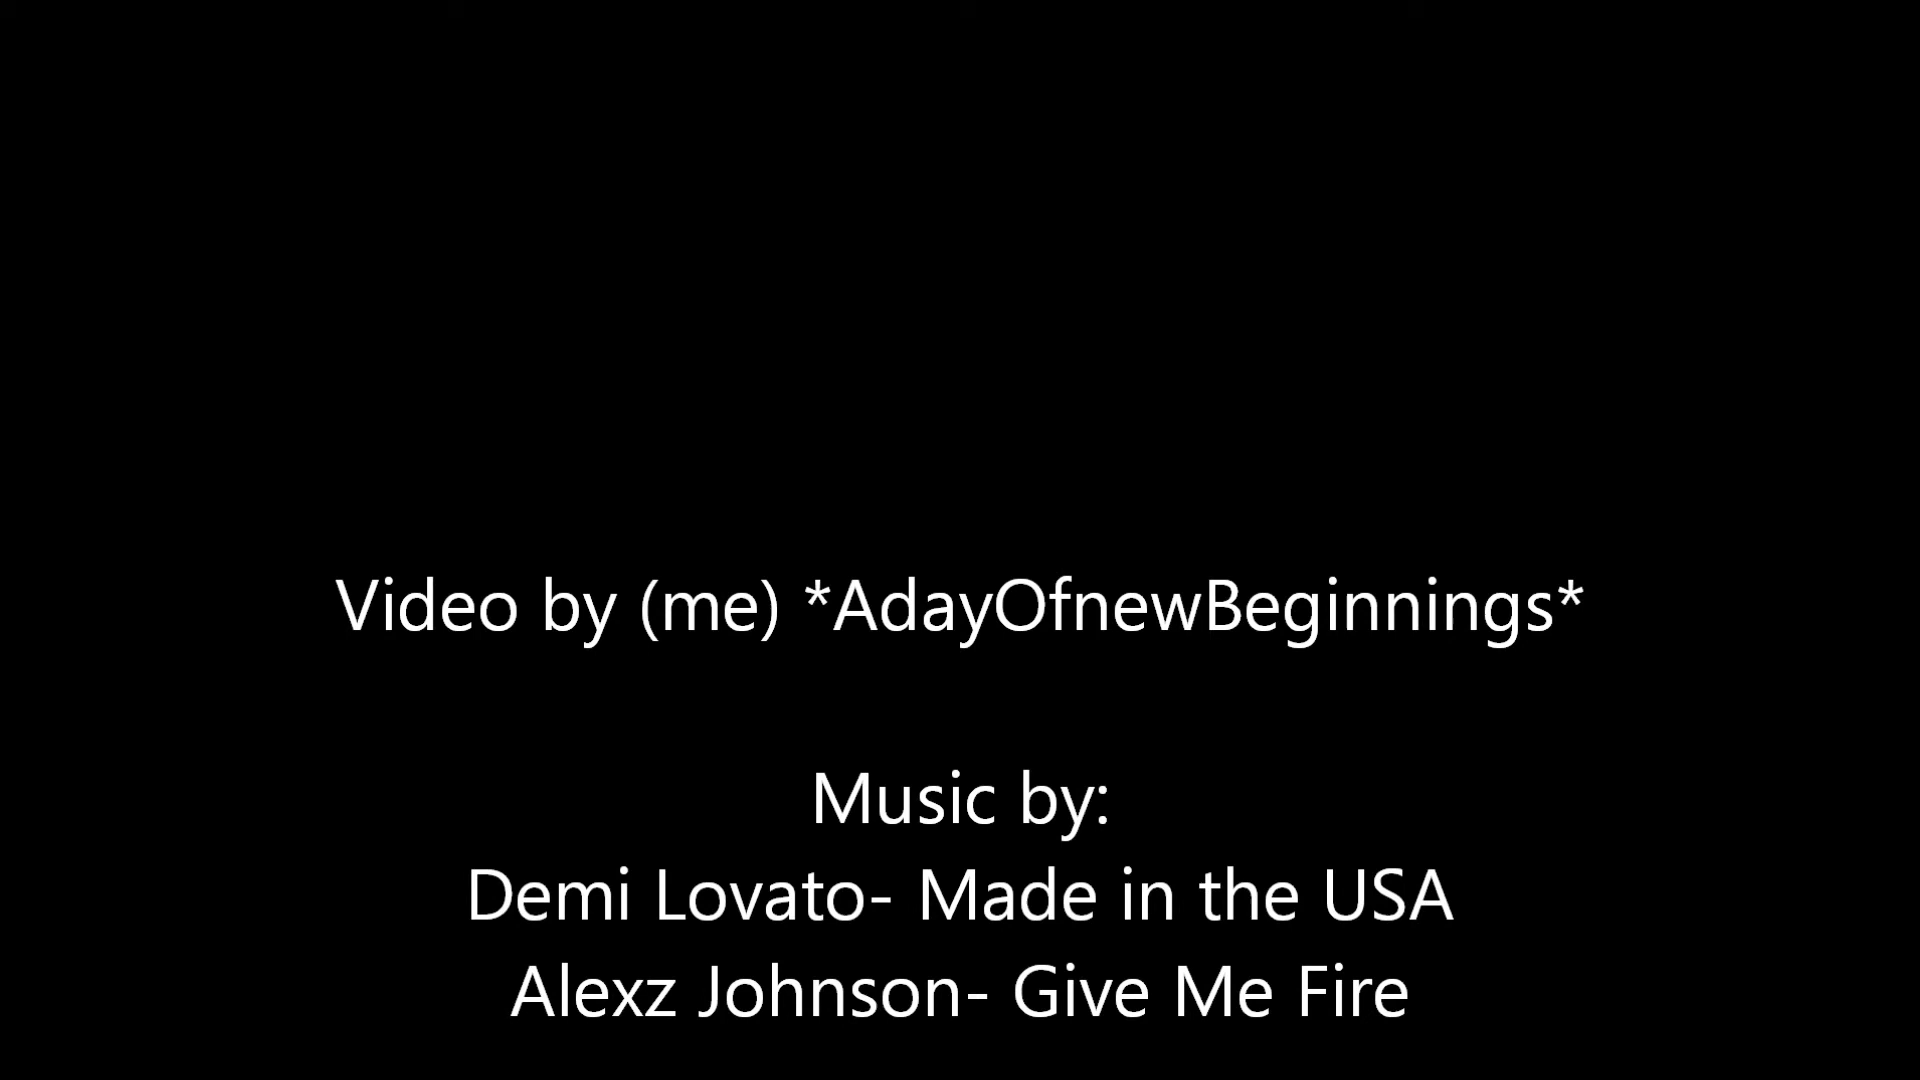 Video by (me) *AdayOfnewBeginnings*
Music by:
Demi Lovato- Made in the USA
Alexz Johnson- Give Me Fire